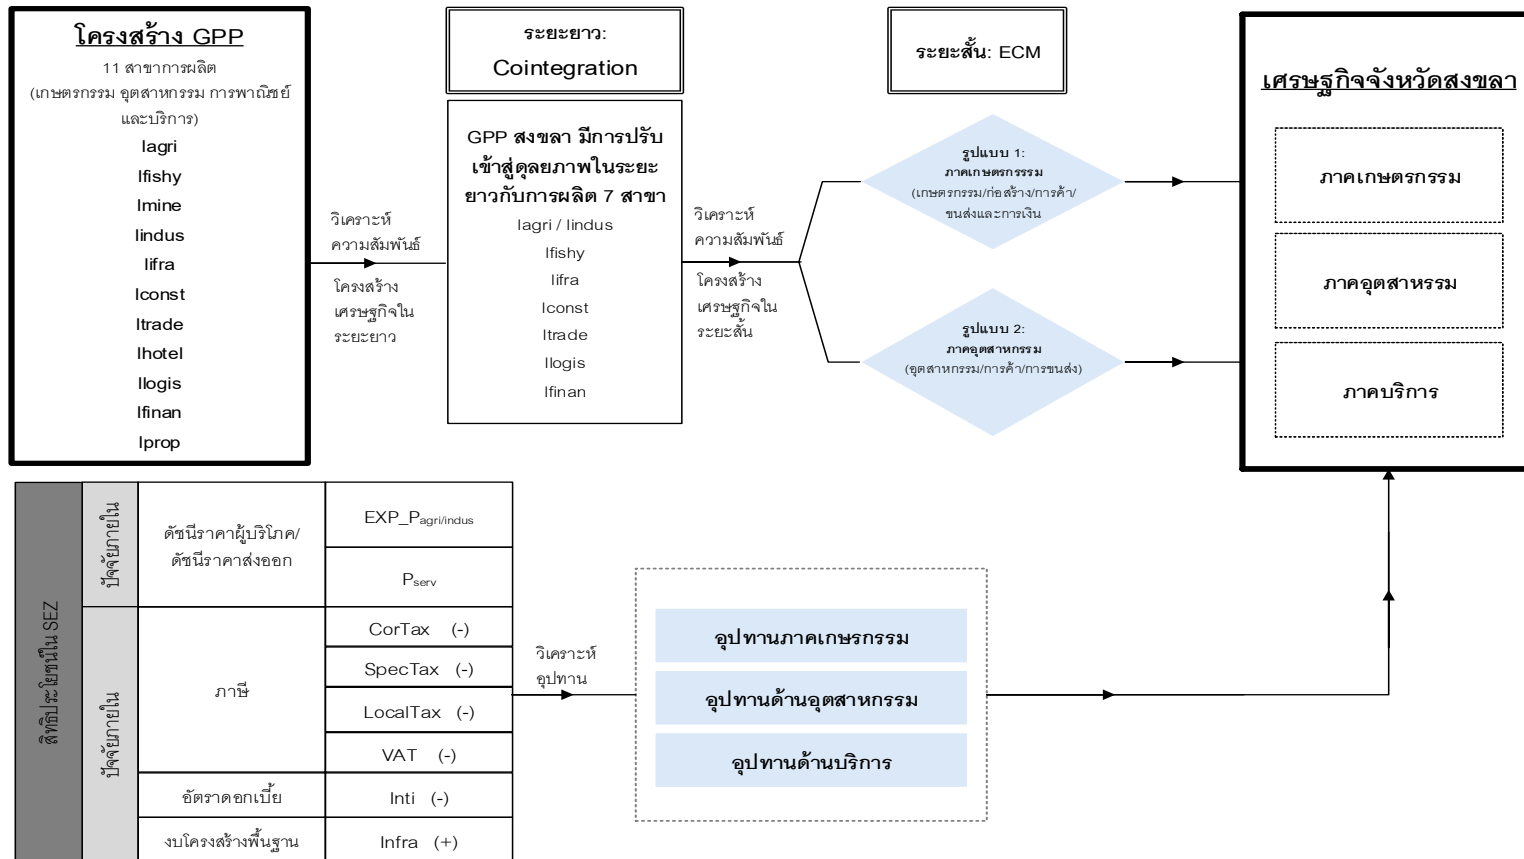 โครงสร้าง GPP
11 สาขาการผลิต
(เกษตรกรรม อุตสาหกรรม การพาณิชย์
และบริการ)
lagri
lfishy
lmine
lindus
lifra
lconst
ltrade
lhotel
llogis
lfinan
lprop
วิเคราะห์
ความสัมพันธ์
โครงสร้าง
เศรษฐกิจใน
ระยะยาว
ระยะยาว:
Cointegration
GPP สงขลา มีการปรับ
เข้าสู่ดุลยภาพในระยะ
ยาวกับการผลิต 7 สาขา
lagri / lindus
lfishy
lifra
lconst
ltrade
llogis
lfinan
วิเคราะห์
ความสัมพันธ์
โครงสร้าง
เศรษฐกิจใน
ระยะสั้น
ระยะสั้น: ECM
รูปแบบ 1:
ภาคเกษตรกรรรม
(เกษตรกรรม/ก่อสร้าง/การค้า/
ขนส่งและการเงิน
รูปแบบ 2:
ภาคอุตสาหกรรม
(อุตสาหกรรม/การค้า/การขนส่ง)
เศรษฐกิจจังหวัดสงขลา
ภาคเกษตรกรรม
ภาคอุตสาหรรม
ภาคบริการ
สิทธิประโยชน์ใน SEZ
ปัจจัยภายใน
ดัชนีราคาผู้บริโภค/
ดัชนีราคาส่งออก
EXP_Pagri/indus
Pserv
ปัจจัยภายใน
ภาษี
CorTax (-)
SpecTax (-)
LocalTax (-)
VAT (-)
อัตราดอกเบี้ย
Inti (-)
งบโครงสร้างพื้นฐาน
Infra (+)
วิเคราะห์
อุปทาน
อุปทานภาคเกษรกรรม
อุปทานด้านอุตสาหกรรม
อุปทานด้านบริการ